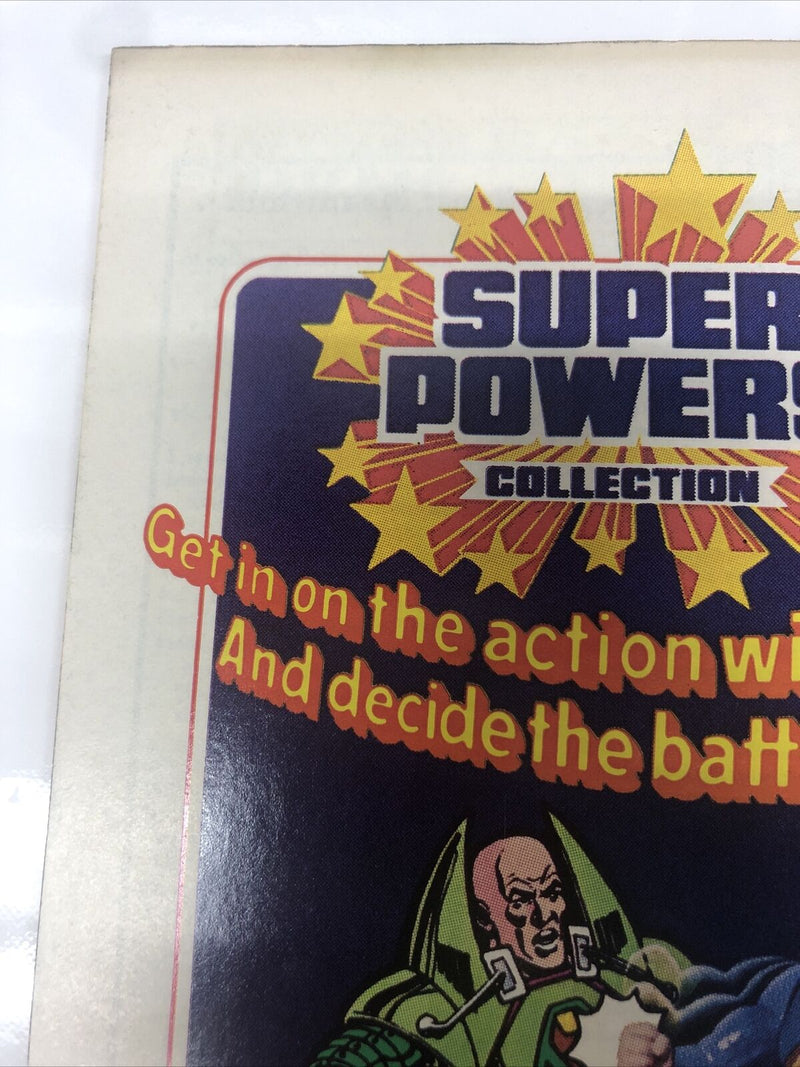 SUPER
POWERS
COLLECTION
Get in on the action wi
And decide the batt